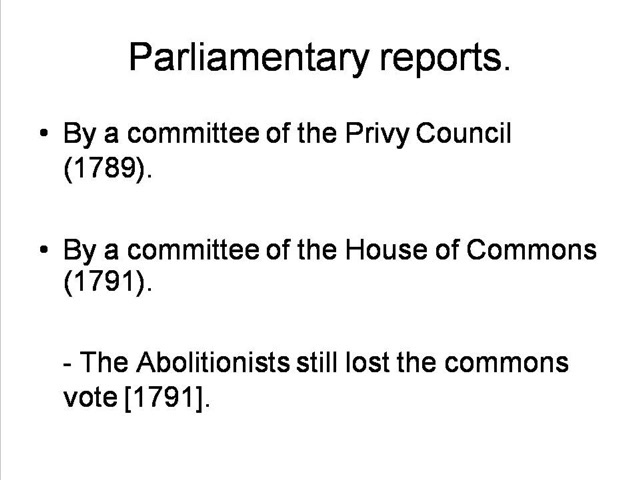 Parliamentary reports.
• By a committee of the Privy Council
(1789).
• By a committee of the House of Commons
(1791).
- The Abolitionists still lost the commons
vote [1791].